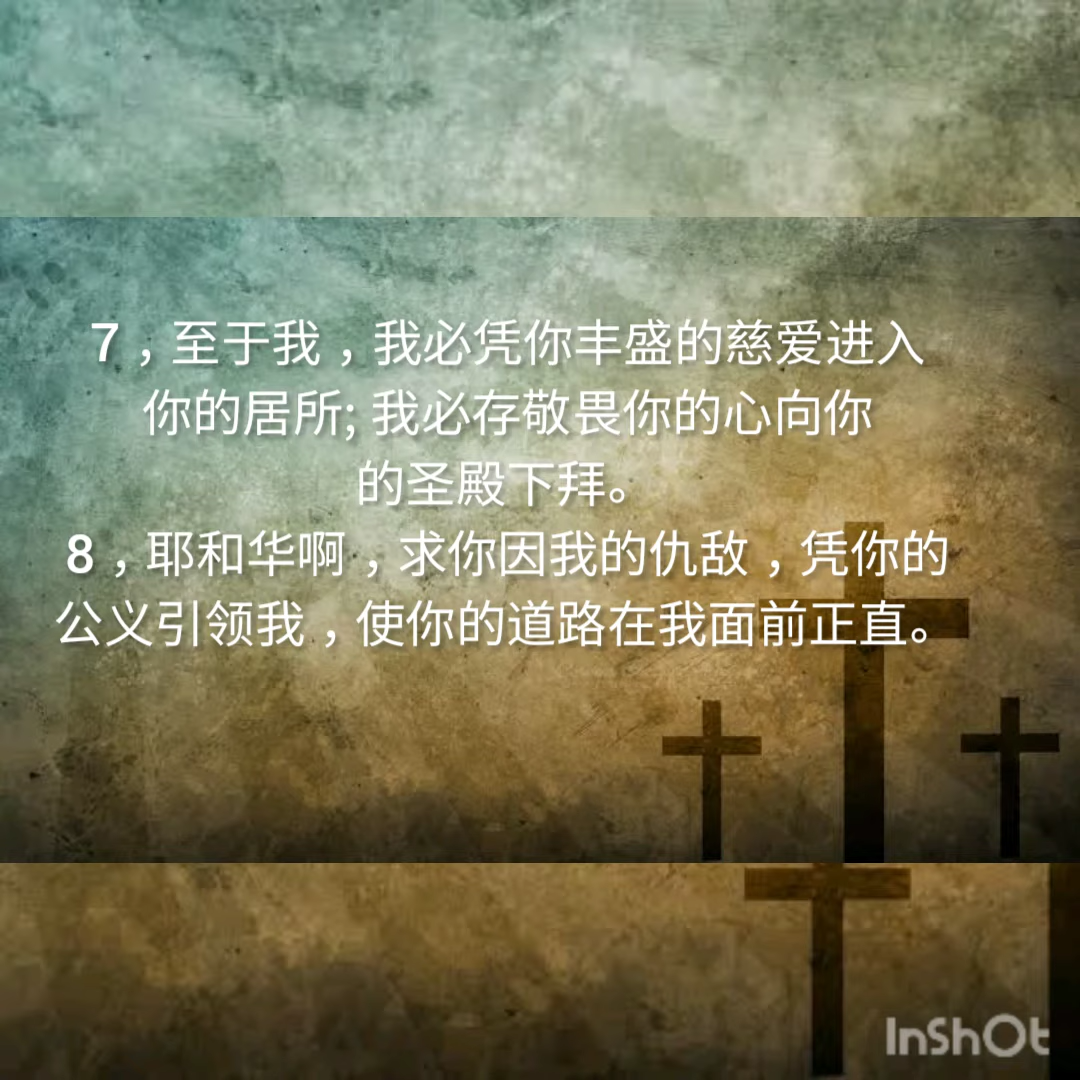 7，至于我，我必凭你丰盛的慈爱进入
你的居所; 我必存敬畏你的心向你
的圣殿下拜。
8，耶和华啊，求你因我的仇敌，凭你的
公义引领我，使你的道路在我面前正直。
InShOt